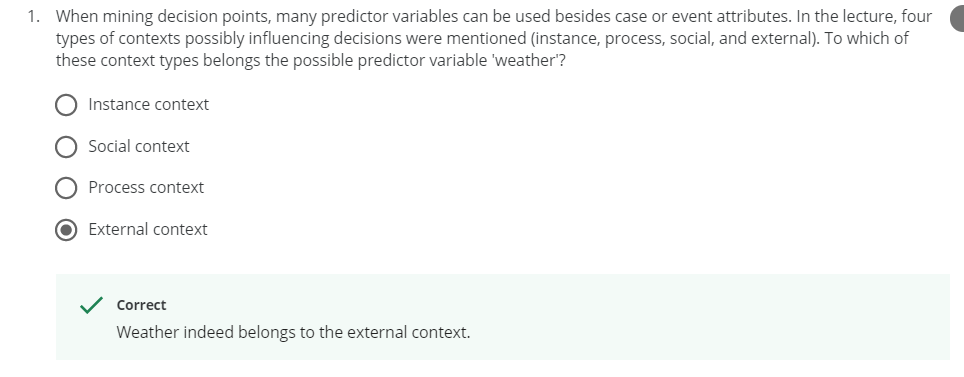 1. When mining decision points, many predictor variables can be used besides case or event attributes. In the lecture, four
types of contexts possibly influencing decisions were mentioned (instance, process, social, and external). To which of
these context types belongs the possible predictor variable 'weather'?
Instance context
Social context
Process context
External context
Correct
Weather indeed belongs to the external context.